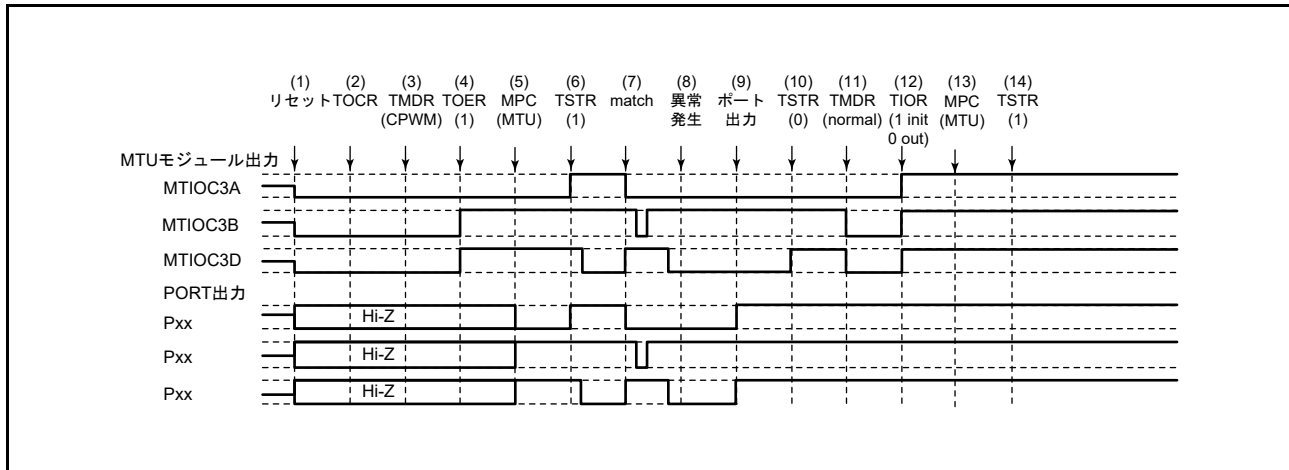 (1) (2) (3) (4) (5) (6) (7) (8) (9) (10) (11) (12) (13) (14)
リセット TOCR TMDR TOER MPC TSTR match 異常 ポート TSTR TMDR TIOR MPC TSTR
(CPWM) (1) (MTU) (1) 発生 出力 (0) (normal) (1 init (MTU) (1)
0 out)
MTUモジュール出力
MTIOC3A
MTIOC3B
MTIOC3D
PORT出力
Pxx Hi-Z
Pxx Hi-Z
Pxx Hi-Z